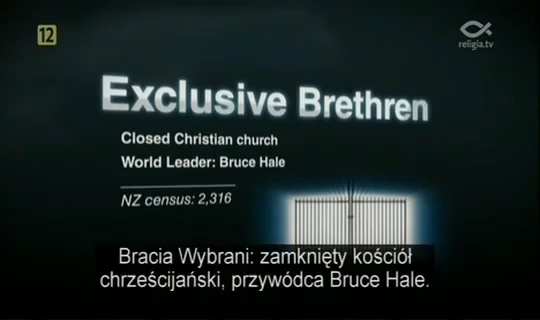 12
religia.tv
Exclusive Brethren
Closed Christian church
World Leader: Bruce Hale
NZ census: 2,316
Bracia Wybrani: zamknięty kościół
chrześcijański, przywódca Bruce Hale.